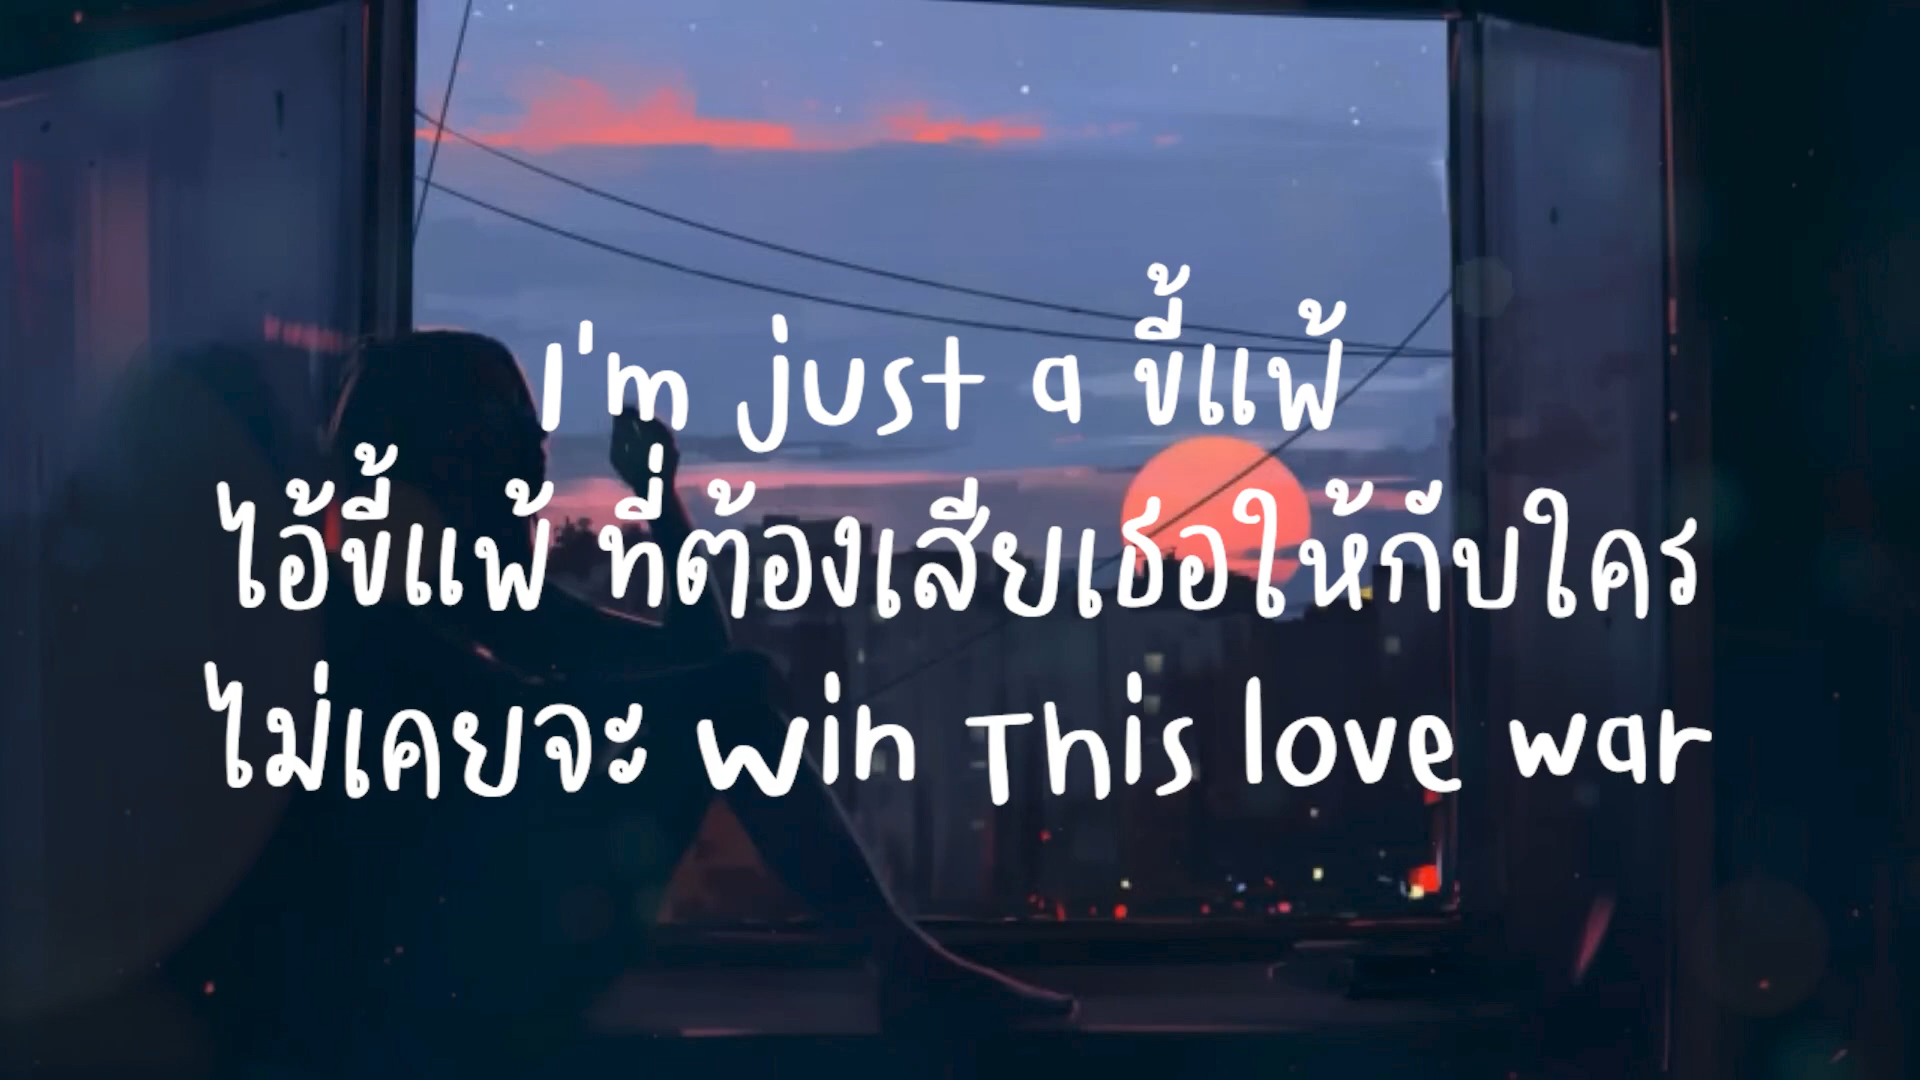 I'm just a ขี้แพ้
ไอ้ขี้แพ้ ที่ต้องเสียเธอให้กับใคร
ไม่เคยจะ win This love war